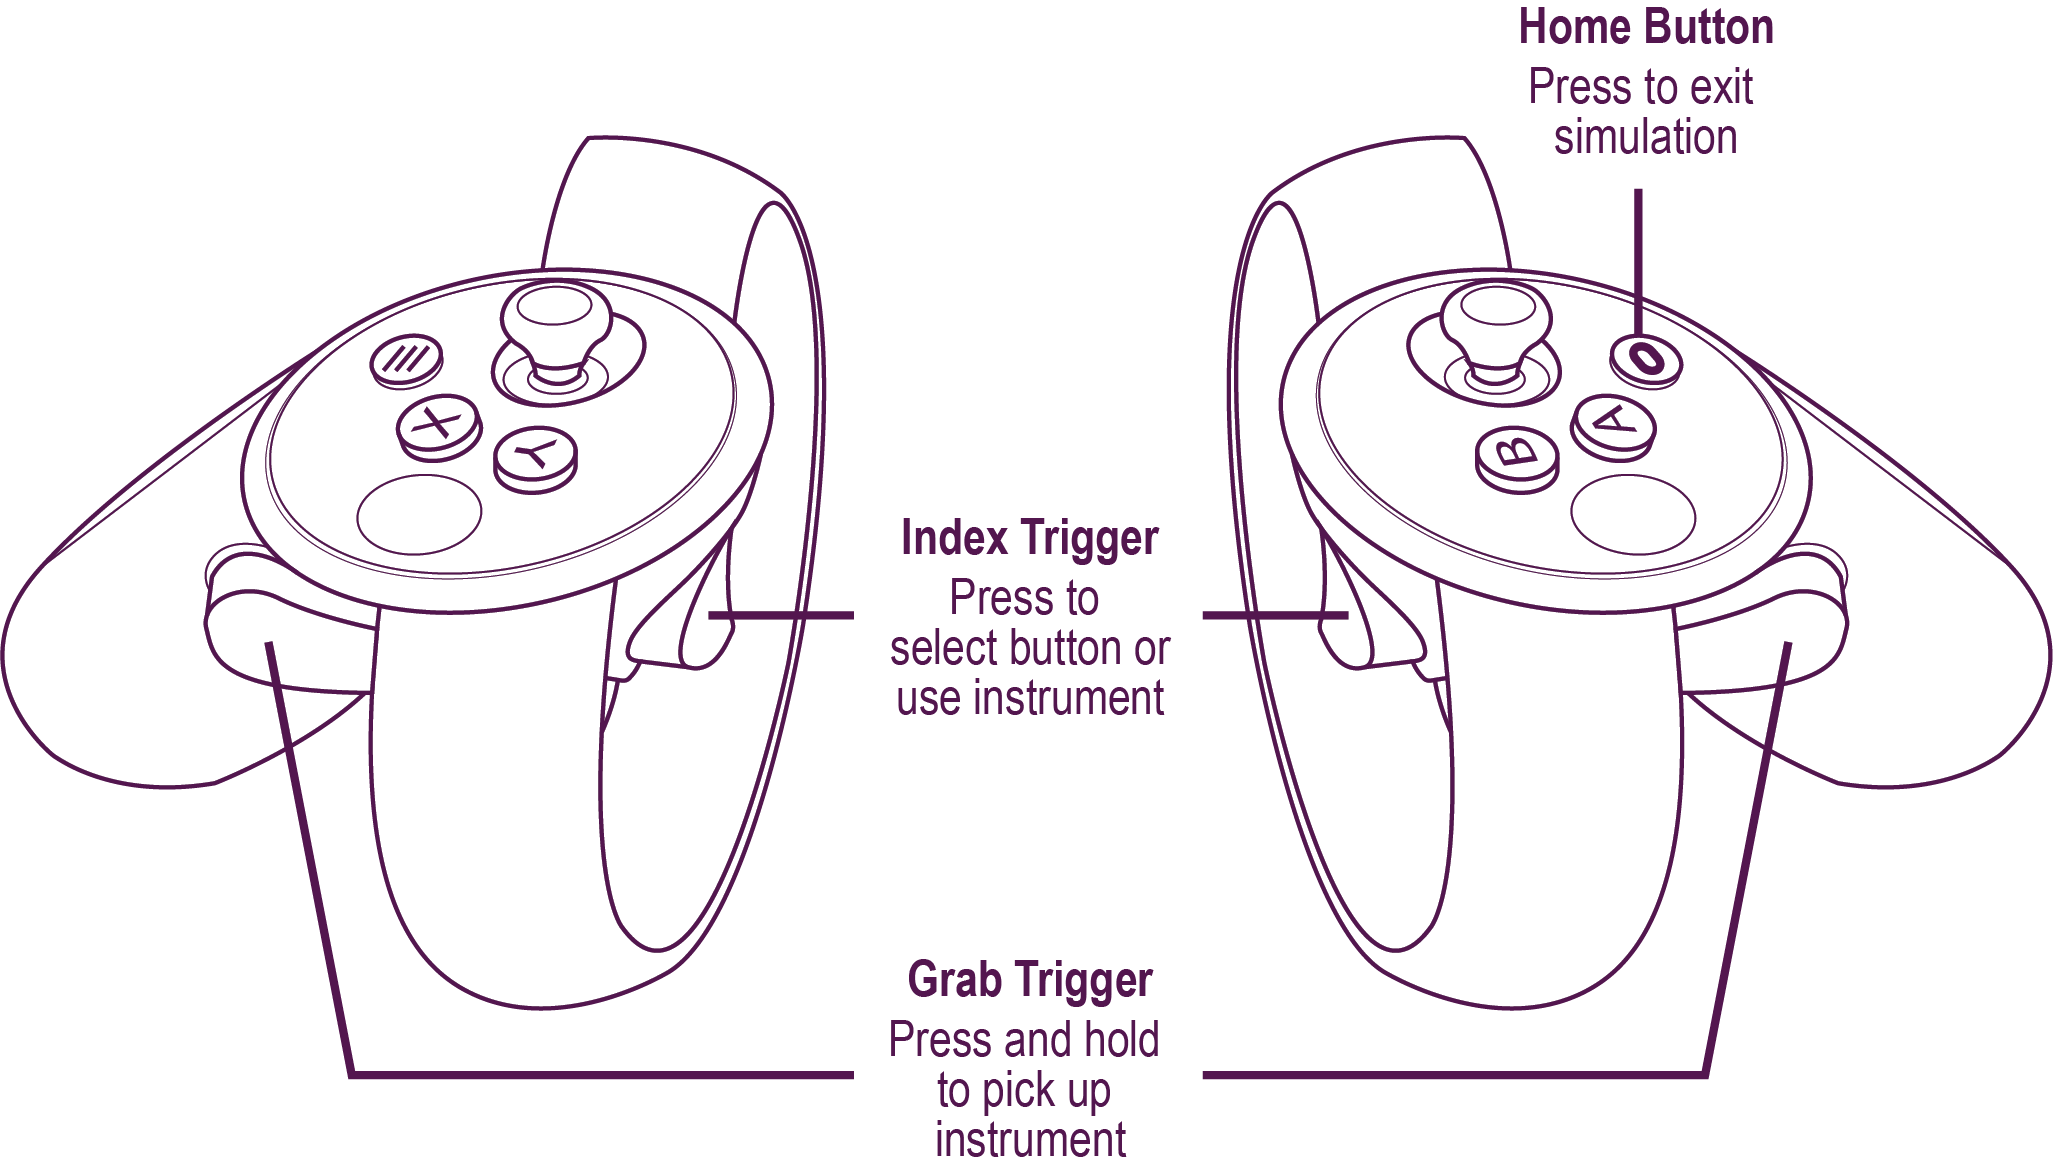 Home Button
Press to exit
simulation
X
Y
B
A
Index Trigger
Press to
select button or
use instrument
Grab Trigger
Press and hold
to pick up
instrument